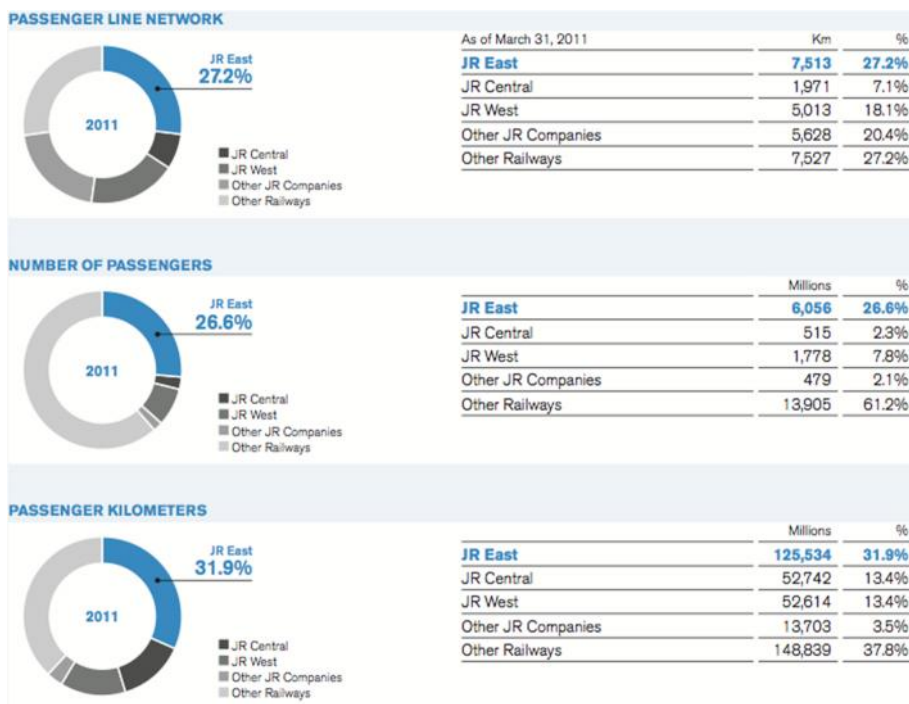 PASSENGER LINE NETWORK
JR East
27.2%
2011
JR Central
JR West
Other JR Companies
Other Railways
As of March 31, 2011 Km %
JR East 7,513 27.2%
JR Central 1,971 7.1%
JR West 5,013 18.1%
Other JR Companies 5,628 20.4%
Other Railways 7,527 27.2%
NUMBER OF PASSENGERS
JR East
26.6%
2011
JR Central
JR West
Other JR Companies
Other Railways
Millions %
JR East 6,056 26.6%
JR Central 515 2.3%
JR West 1,778 7.8%
Other JR Companies 479 2.1%
Other Railways 13,905 61.2%
PASSENGER KILOMETERS
JR East
31.9%
2011
JR Central
JR West
Other JR Companies
Other Railways
Millions %
JR East 125,534 31.9%
JR Central 52,742 13.4%
JR West 52,614 13.4%
Other JR Companies 13,703 3.5%
Other Railways 148,839 37.8%